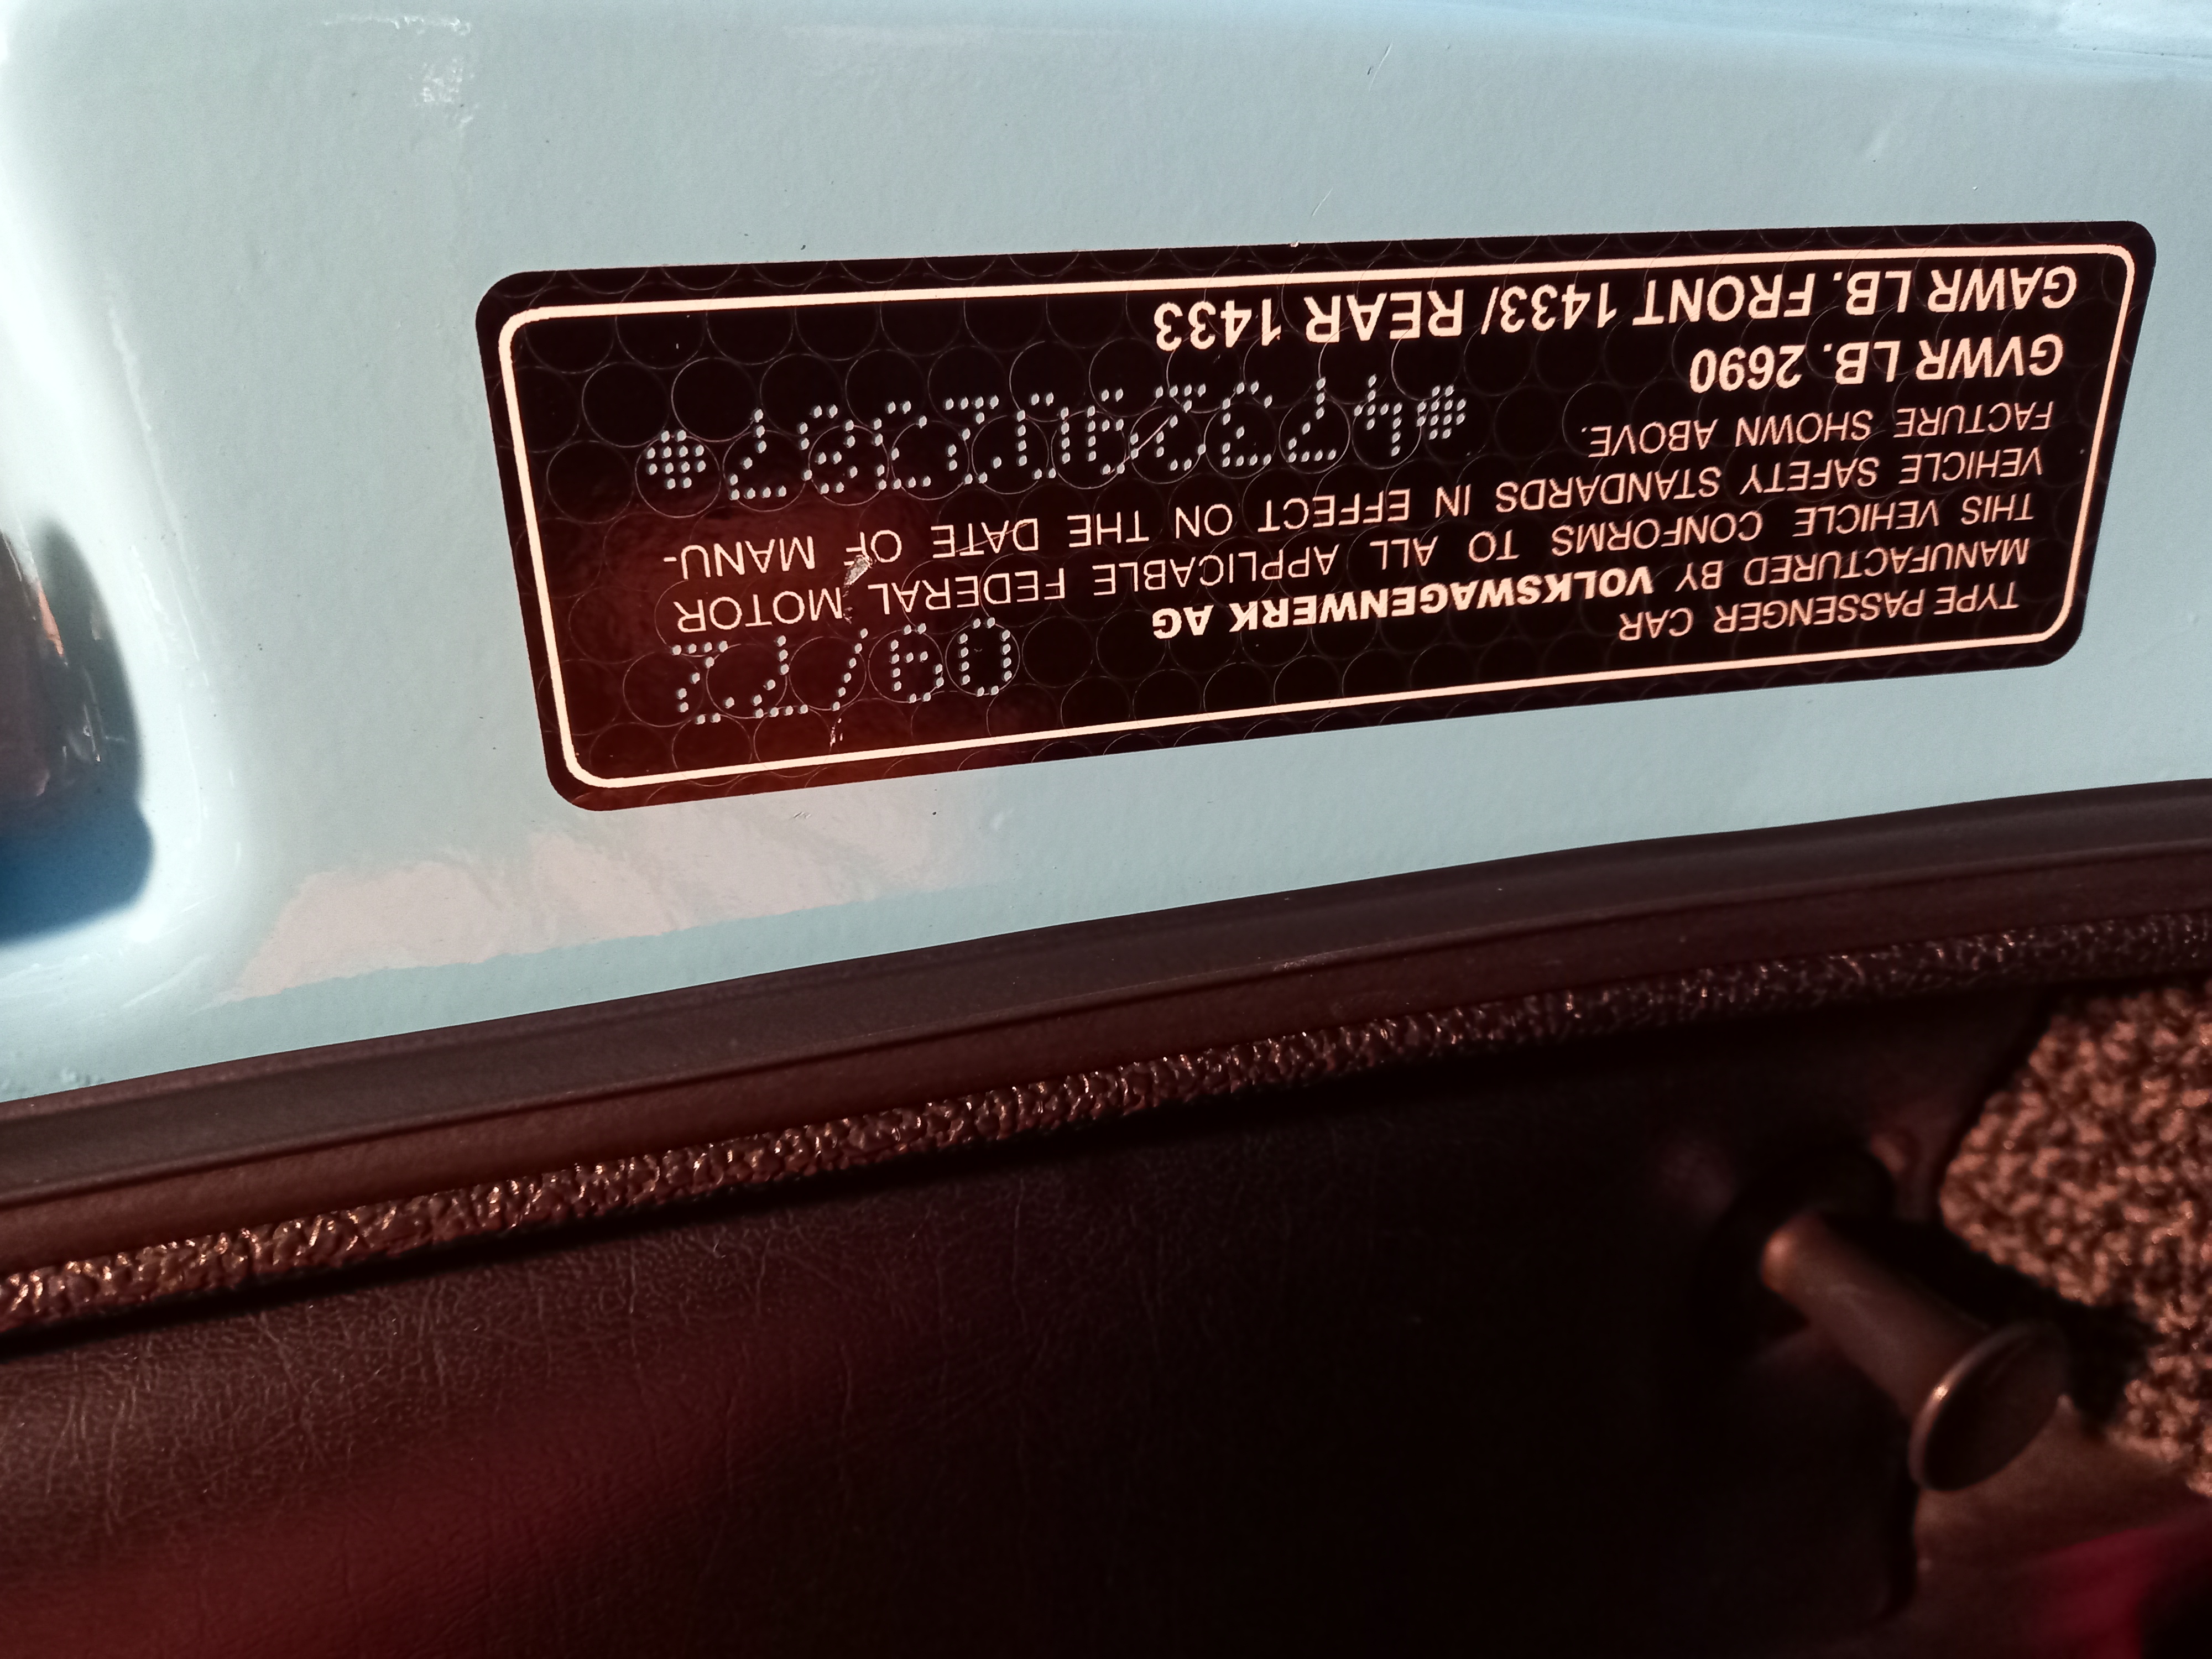 TYPE PASSENGER CAR 09/72
MANUFACTURED BY VOLKSWAGENWERK AG
THIS VEHICLE CONFORMS TO ALL APPLICABLE FEDERAL MOTOR
VEHICLE SAFETY STANDARDS IN EFFECT ON THE DATE OF MANU-
FACTURE SHOWN ABOVE.
GVWR LB. 2690
GAWR LB. FRONT 1433/ REAR 1433